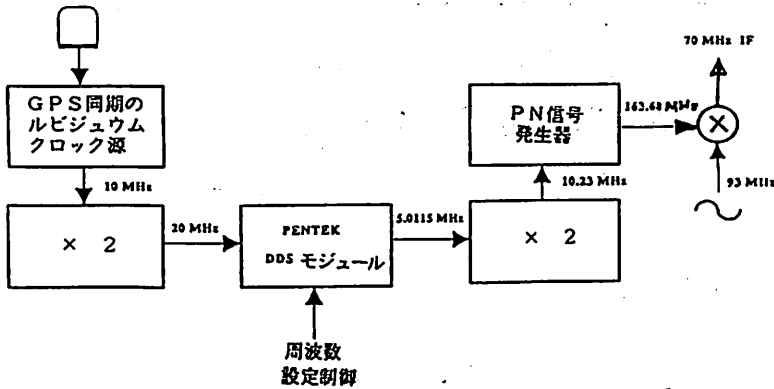 70 MHz IF
GPS同期の
ルビジュウム
クロック源
PN信号
発生器
163.68 MHz
10 MHz
10.23 MHz
93 MHz
× 2
20 MHz
PENTEK
DDS モジュール
5.0115 MHz
× 2
周波数
設定制御